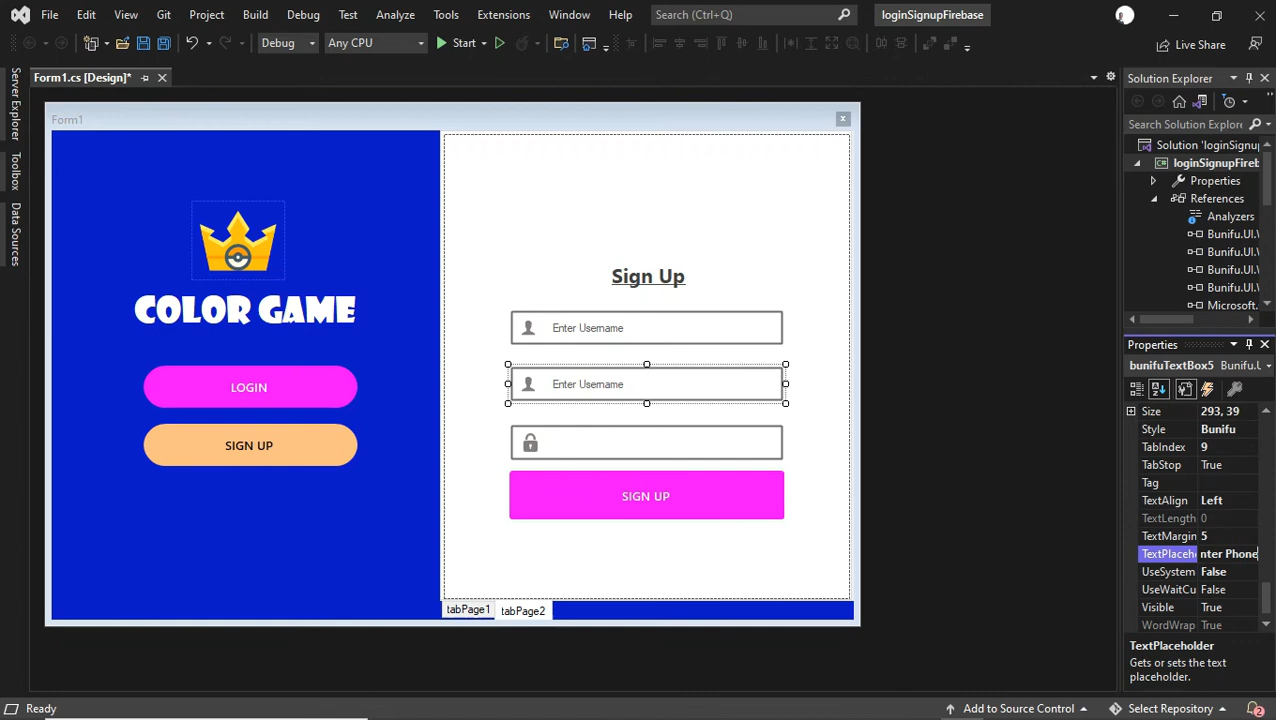 File Edit View Git Project Build Debug Test Analyze Tools Extensions Window Help Search (Ctrl+Q) loginSignupFirebase
Debug Any CPU Start Live Share
Form1.cs [Design]*
Server Explorer
Toolbox
Data Sources
Form1
COLOR GAME
LOGIN
SIGN UP
Sign Up
Enter Username
Enter Username
SIGN UP
tabPage1 tabPage2
Solution Explorer
Search Solution Explore
Solution 'loginSignu
loginSignupFireb
Properties
References
Analyzers
Bunifu.UI.
Bunifu.UI.
Bunifu.UI.
Bunifu.UI.
Microsoft.
Properties
bunifuTextBox3 Bunifu.U
Size 293, 39
Style Bunifu
TabIndex 9
TabStop True
Tag
TextAlign Left
TextLength 0
TextMargin 5
TextPlaceh nter Phone
UseSystem False
UseWaitCu False
Visible True
WordWrap True
TextPlaceholder
Gets or sets the text
placeholder.
Ready Add to Source Control Select Repository 2